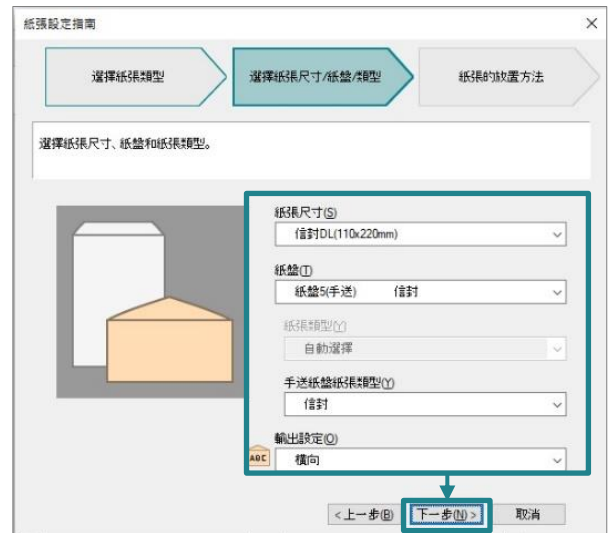 紙張設定指南
選擇紙張類型
選擇紙張尺寸/紙盤/類型
紙張的放置方法
選擇紙張尺寸、紙盤和紙張類型。
紙張尺寸(S)
信封DL(110x220mm)
紙盤(T)
紙盤5(手送) 信封
紙張類型(Y)
自動選擇
手送紙盤紙張類型(Y)
信封
輸出設定(O)
ABC
橫向
<上一步(B)
下一步(N)>
取消